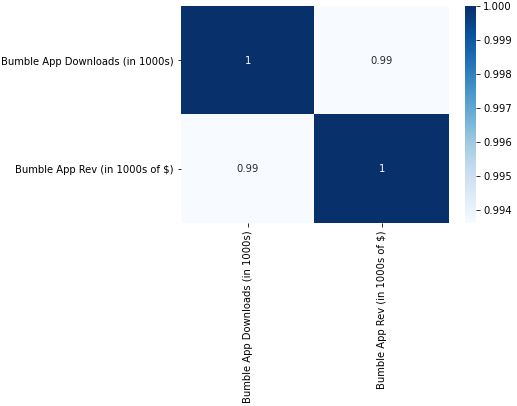 Bumble App Downloads (in 1000s)
Bumble App Rev (in 1000s of $)
1
0.99
0.99
1
Bumble App Downloads (in 1000s)
Bumble App Rev (in 1000s of $)
1.000
0.999
0.998
0.997
0.996
0.995
0.994